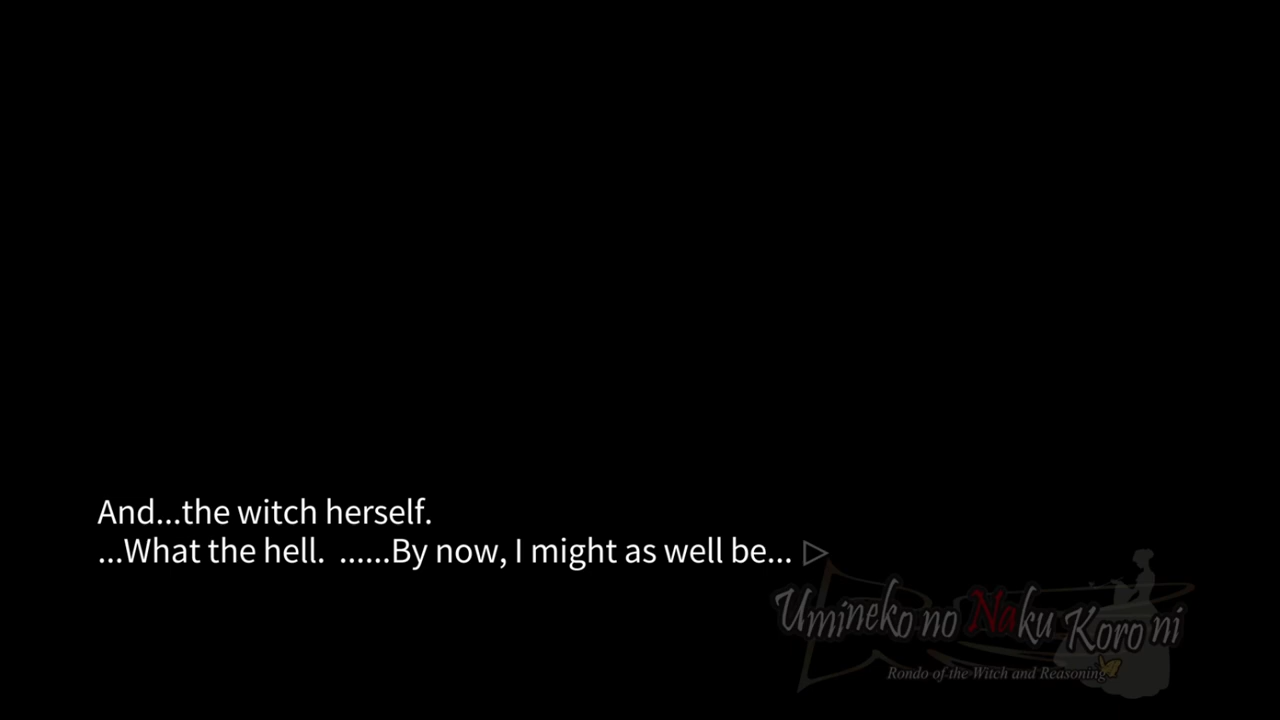 And...the witch herself.
...What the hell.  ......By now, I might as well be...
Umineko no Naku Koro ni
Rondo of the Witch and Reasoning